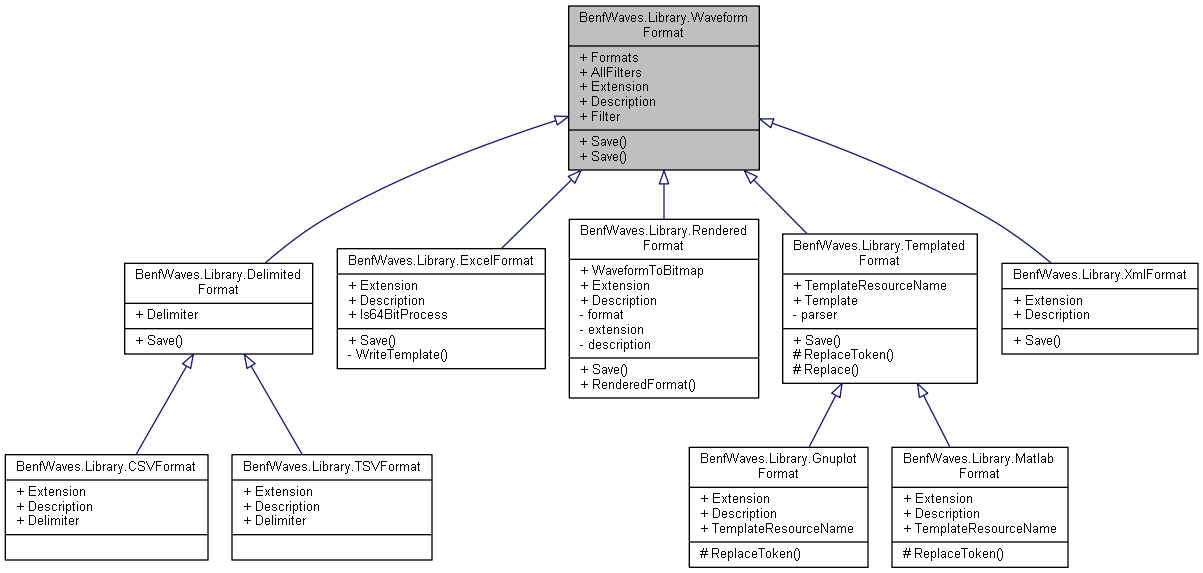 BenfWaves.Library.Waveform
Format
+ Formats
+ AllFilters
+ Extension
+ Description
+ Filter
+ Save()
+ Save()
BenfWaves.Library.Delimited
Format
+ Delimiter
+ Save()
BenfWaves.Library.ExcelFormat
+ Extension
+ Description
+ Is64BitProcess
+ Save()
- WriteTemplate()
BenfWaves.Library.Rendered
Format
+ WaveformToBitmap
+ Extension
+ Description
- format
- extension
- description
+ Save()
+ RenderedFormat()
BenfWaves.Library.Templated
Format
+ TemplateResourceName
+ Template
- parser
+ Save()
# ReplaceToken()
# Replace()
BenfWaves.Library.XmlFormat
+ Extension
+ Description
+ Save()
BenfWaves.Library.CSVFormat
+ Extension
+ Description
+ Delimiter
BenfWaves.Library.TSVFormat
+ Extension
+ Description
+ Delimiter
BenfWaves.Library.Gnuplot
Format
+ Extension
+ Description
+ TemplateResourceName
# ReplaceToken()
BenfWaves.Library.Matlab
Format
+ Extension
+ Description
+ TemplateResourceName
# ReplaceToken()